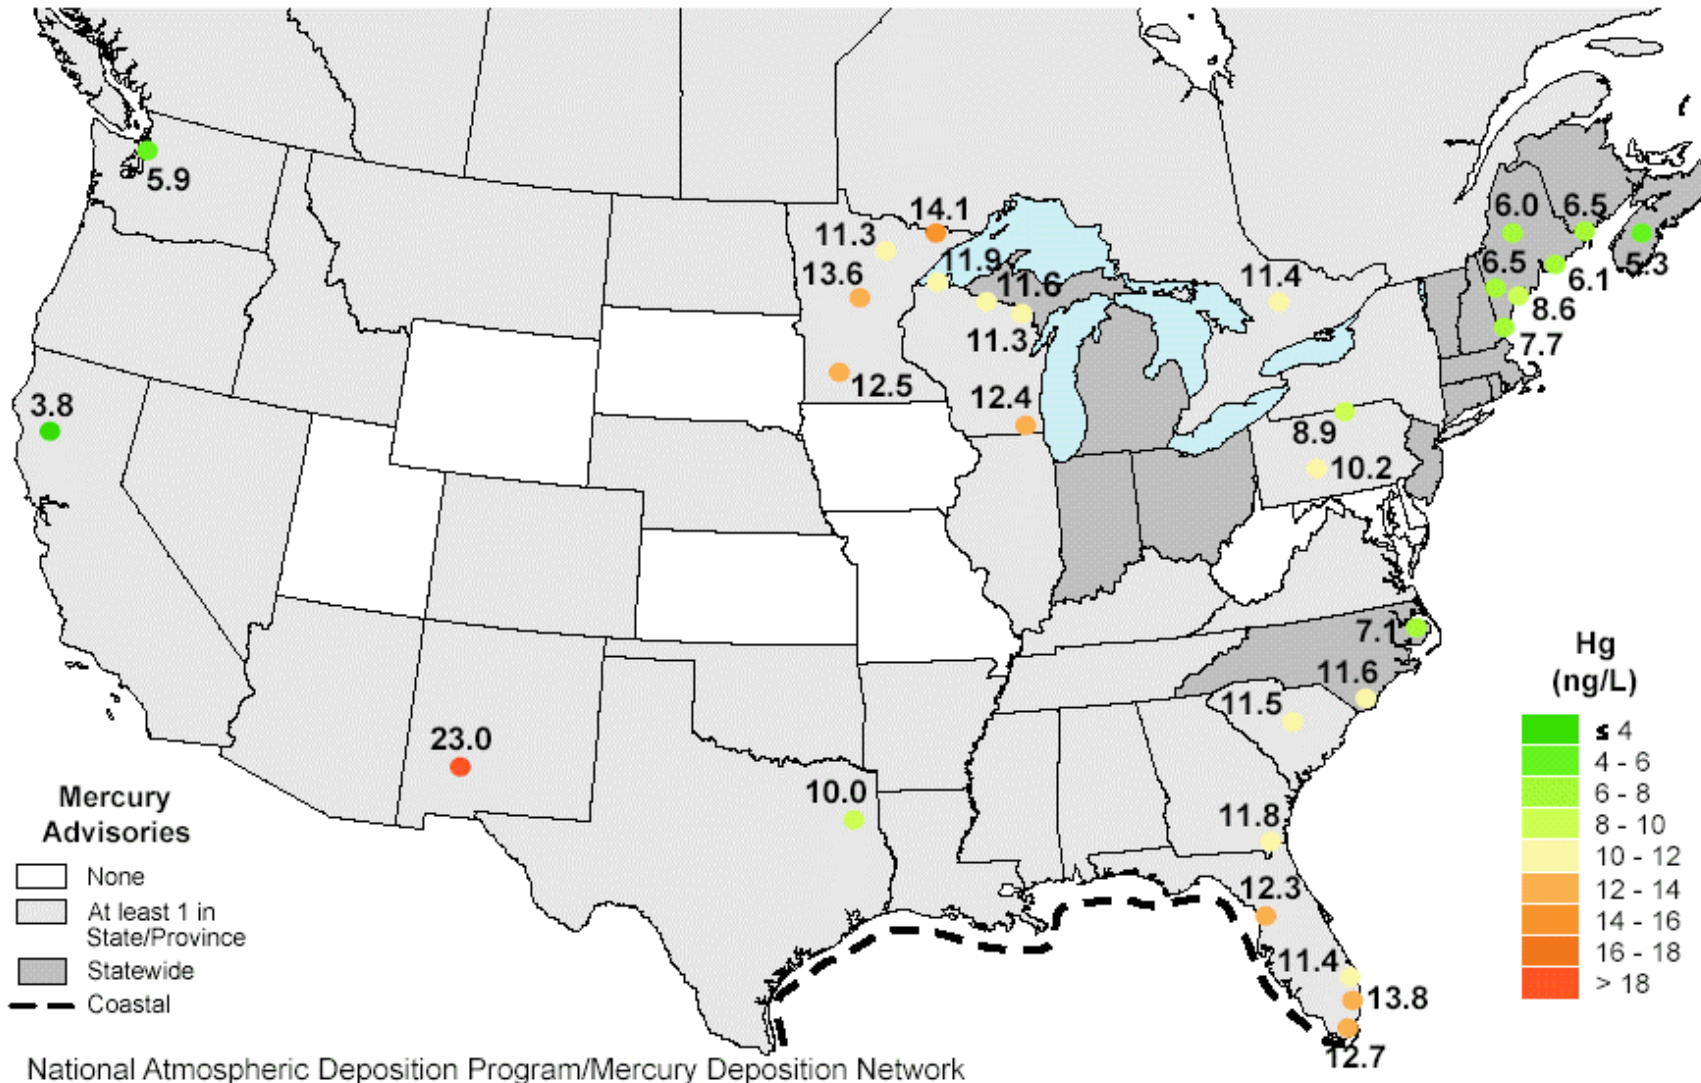 14.1
6.0 6.5
5.9
11.3
11.9
13.6
11.6
11.4
6.5
6.1
5.3
8.6
11.3
7.7
12.5
12.4
3.8
8.9
10.2
7.1
11.6
11.5
23.0
10.0
11.8
12.3
11.4
13.8
12.7
Hg
(ng/L)
≤ 4
4 - 6
6 - 8
8 - 10
10 - 12
12 - 14
14 - 16
16 - 18
> 18
Mercury
Advisories
None
At least 1 in
State/Province
Statewide
Coastal
National Atmospheric Deposition Program/Mercury Deposition Network